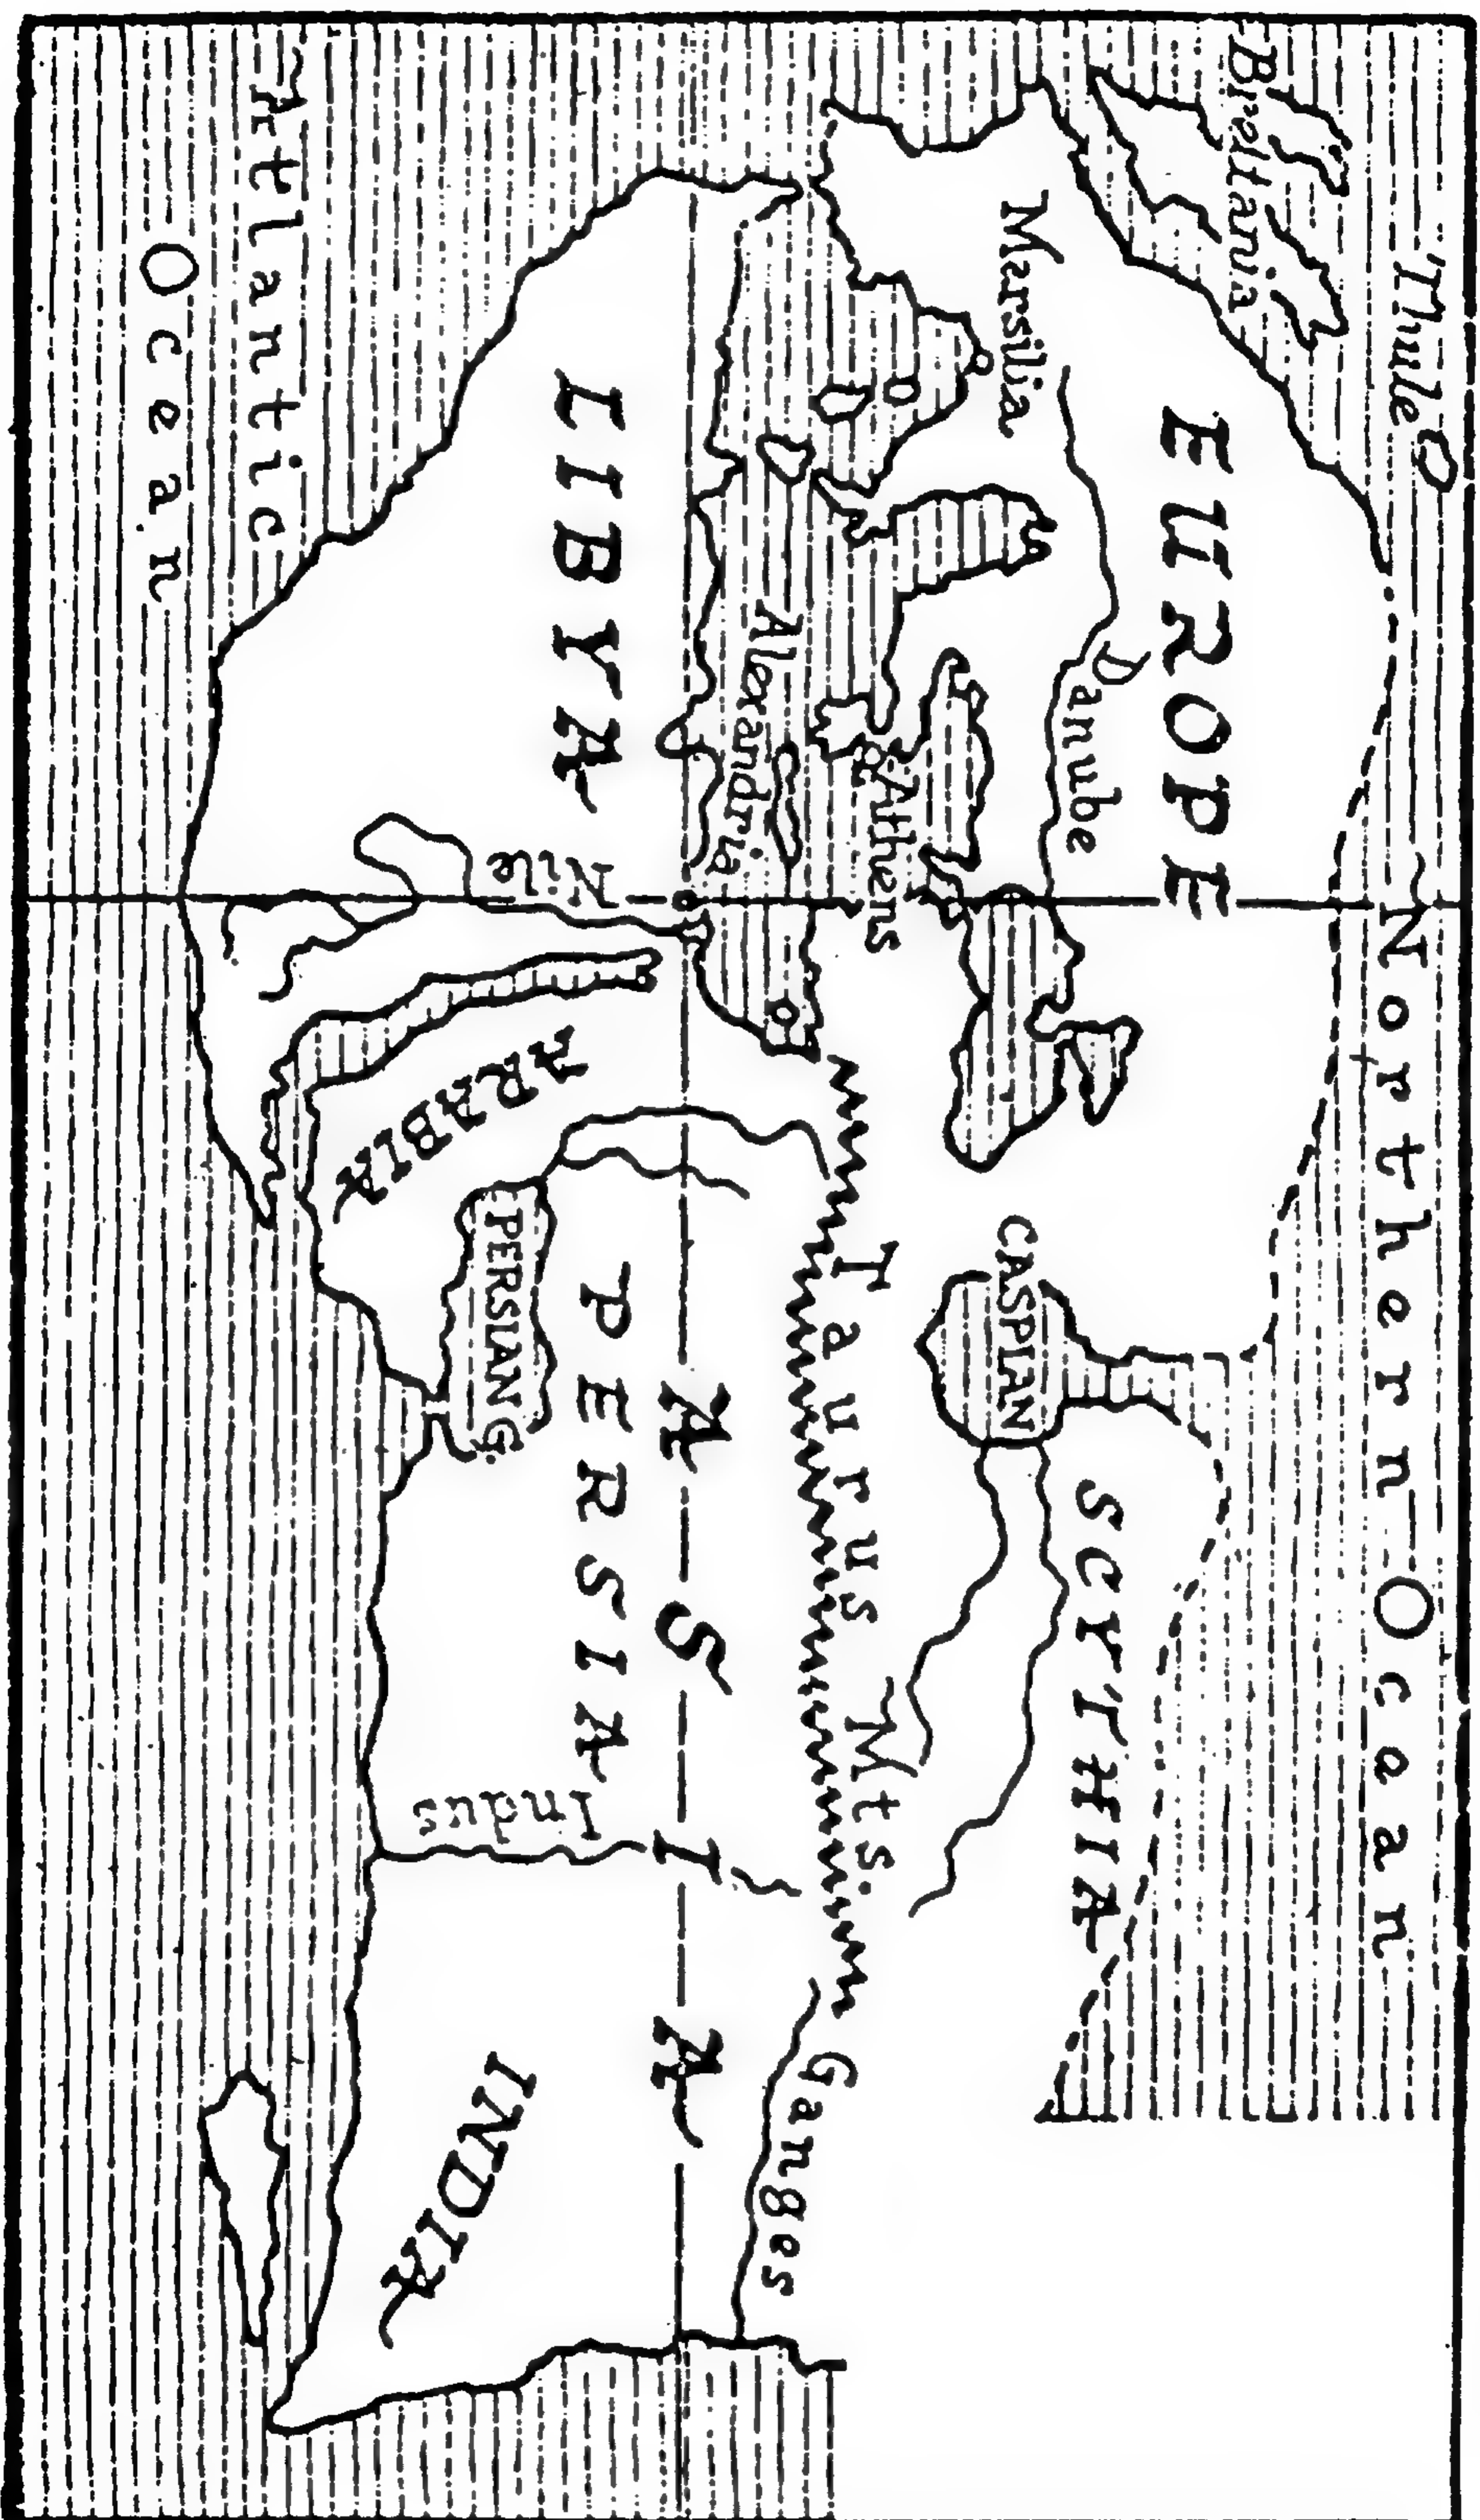 Thule
Brettania
Northern Ocean
EUROPE
Marsilia
Danube
SCYTHIA
CASPIAN
Athens
Taurus Mts.
Ganges
Alexandria
ASIA
LIBYA
Nile
PERSIA
ARABIA
PERSIAN G.
Indus
INDIA
Atlantic
Ocean